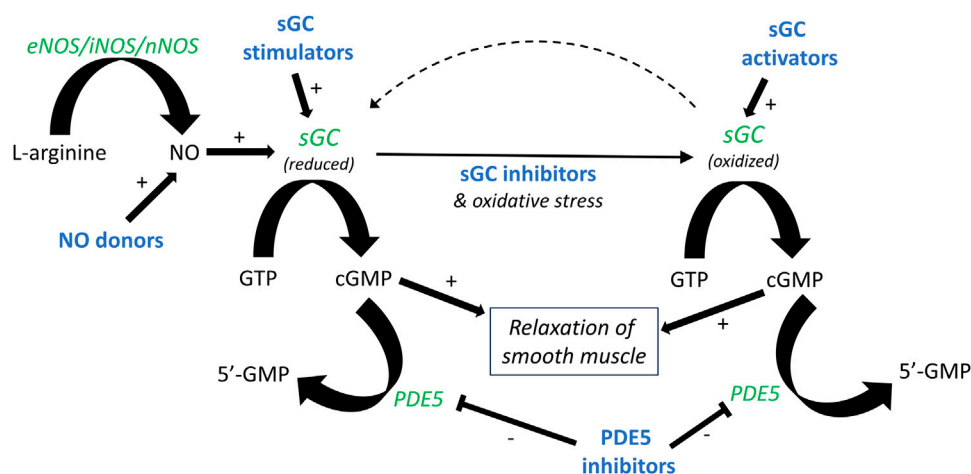 eNOS/iNOS/nNOS
sGC
stimulators
sGC
activators
+
+
L-arginine
NO
+
sGC
(reduced)
sGC
(oxidized)
sGC inhibitors
& oxidative stress
+
NO donors
GTP
cGMP
+
GTP
cGMP
+
Relaxation of
smooth muscle
5’-GMP
PDE5
PDE5
5’-GMP
-
-
PDE5
inhibitors